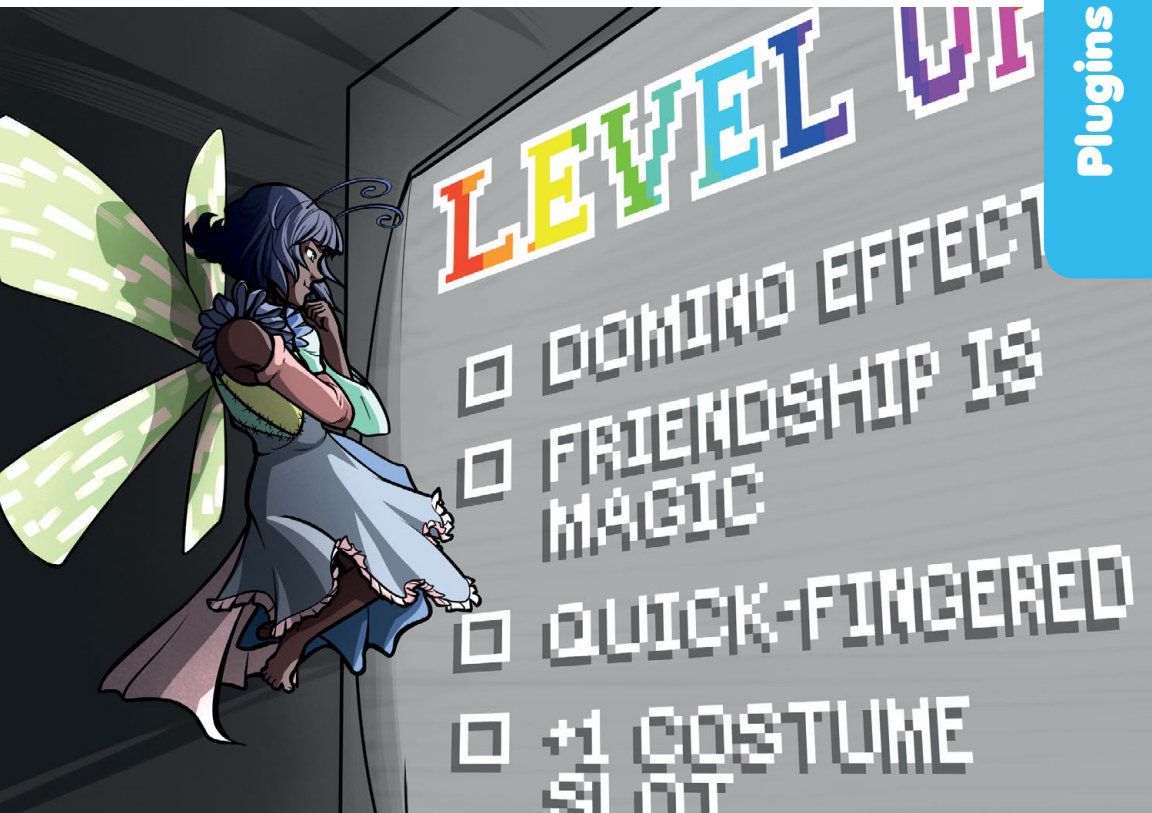 Plugins
LEVEL UP
DOMINO EFFECT
FRIENDSHIP IS
MAGIC
QUICK-FINGERED
+1 COSTUME
SLOT